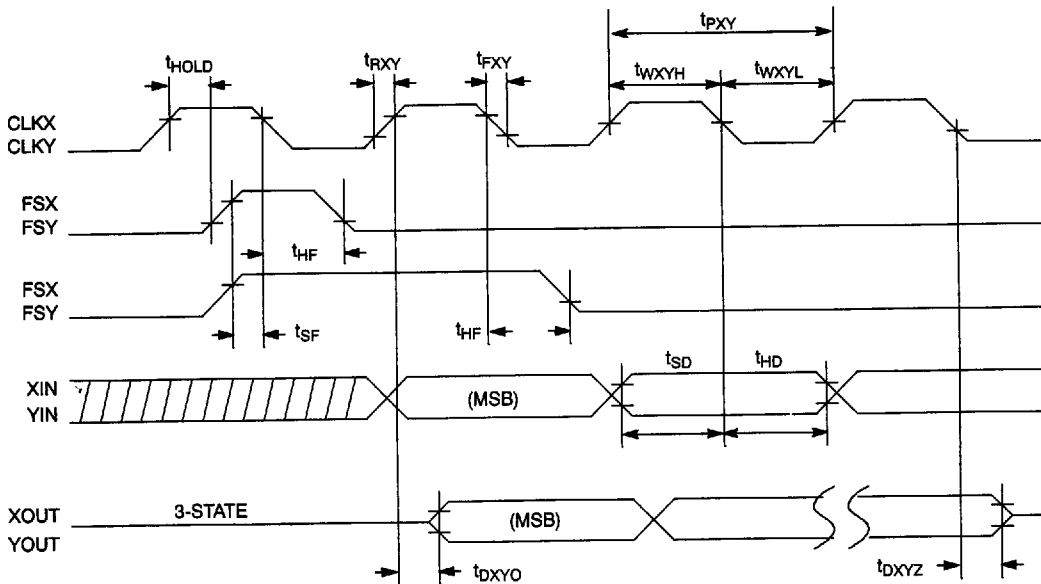 tPXY
tHOLD
tRXY
tFXY
tWXYH
tWXYL
CLKX
CLKY
FSX
FSY
tHF
FSX
FSY
tSF
tHF
tSD
tHD
XIN
YIN
(MSB)
XOUT
YOUT
3-STATE
(MSB)
tDXYO
tDXYZ